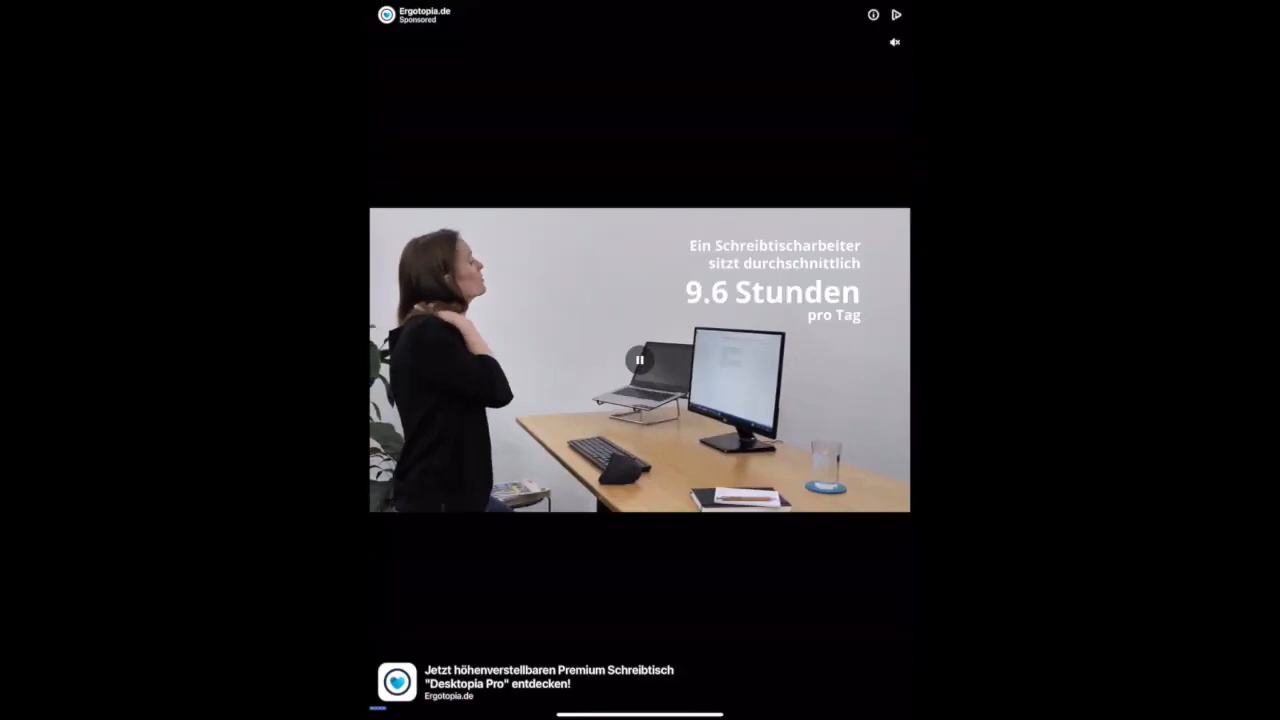 Ergotopia.de
Sponsored
Ein Schreibtischarbeiter
sitzt durchschnittlich
9.6 Stunden
pro Tag
Jetzt höhenverstellbaren Premium Schreibtisch
"Desktopia Pro" entdecken!
Ergotopia.de